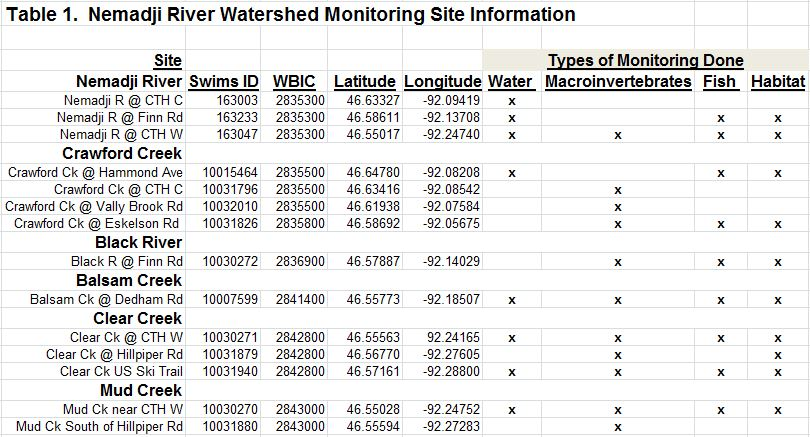 Table 1.  Nemadji River Watershed Monitoring Site Information
Site Types of Monitoring Done
Nemadji River Swims ID WBIC Latitude Longitude Water Macroinvertebrates Fish Habitat
Nemadji R @ CTH C 163003 2835300 46.63327 -92.09419 x
Nemadji R @ Finn Rd 163233 2835300 46.58611 -92.13708 x x x
Nemadji R @ CTH W 163047 2835300 46.55017 -92.24740 x x x x
Crawford Creek
Crawford Ck @ Hammond Ave 10015464 2835500 46.64780 -92.08208 x x x
Crawford Ck @ CTH C 10031796 2835500 46.63416 -92.08542 x
Crawford Ck @ Vally Brook Rd 10032010 2835500 46.61938 -92.07584 x
Crawford Ck @ Eskelson Rd 10031826 2835800 46.58692 -92.05675 x x x
Black River
Black R @ Finn Rd 10030272 2836900 46.57887 -92.14029 x x x
Balsam Creek
Balsam Ck @ Dedham Rd 10007599 2841400 46.55773 -92.18507 x x x x
Clear Creek
Clear Ck @ CTH W 10030271 2842800 46.55563 92.24165 x x x x
Clear Ck @ Hillpiper Rd 10031879 2842800 46.56770 -92.27605 x x
Clear Ck US Ski Trail 10031940 2842800 46.57161 -92.28800 x x x x
Mud Creek
Mud Ck near CTH W 10030270 2843000 46.55028 -92.24752 x x x x
Mud Ck South of Hillpiper Rd 10031880 2843000 46.55594 -92.27283 x